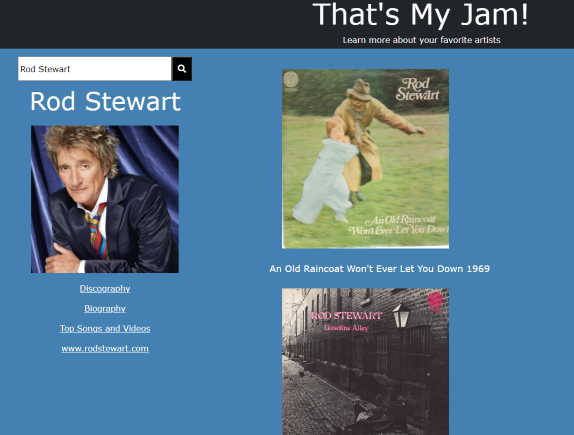 That's My Jam!
Learn more about your favorite artists
Rod Stewart
Rod Stewart
Discography
Biography
Top Songs and Videos
www.rodstewart.com
Rod
Stewart
An Old Raincoat
Won't Ever Let You Down
An Old Raincoat Won't Ever Let You Down 1969
ROD STEWART
Gasoline Alley